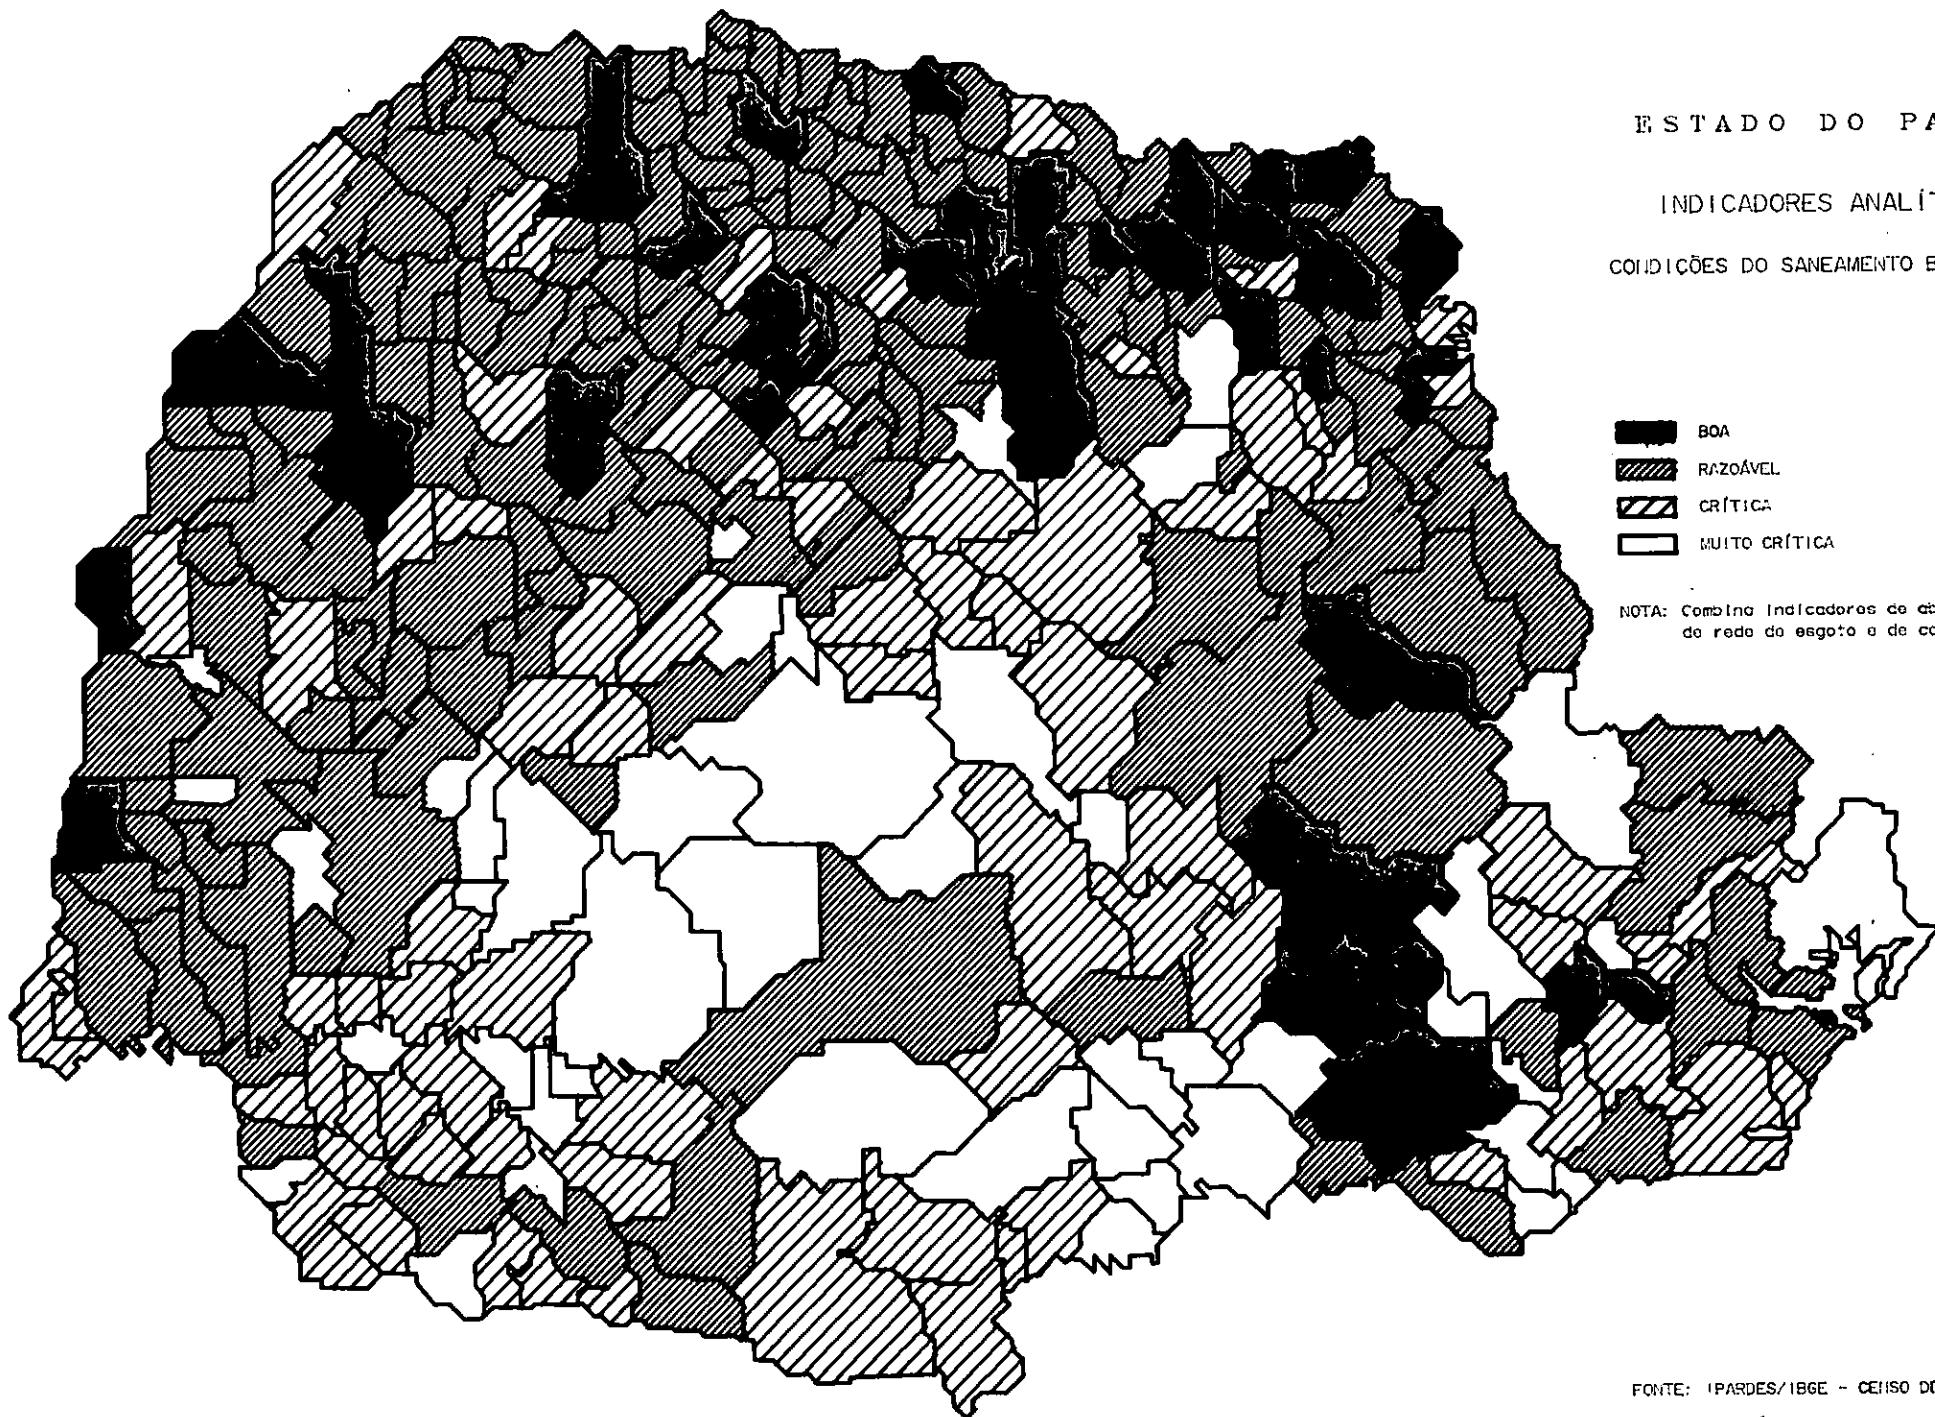 ESTADO DO PA
INDICADORES ANALÍT
CONDIÇÕES DO SANEAMENTO B
BOA
RAZOÁVEL
CRÍTICA
MUITO CRÍTICA
NOTA: Combina indicadores de ab
de rede de esgoto e de co
FONTE: IPARDES/IBGE - CENSO DE